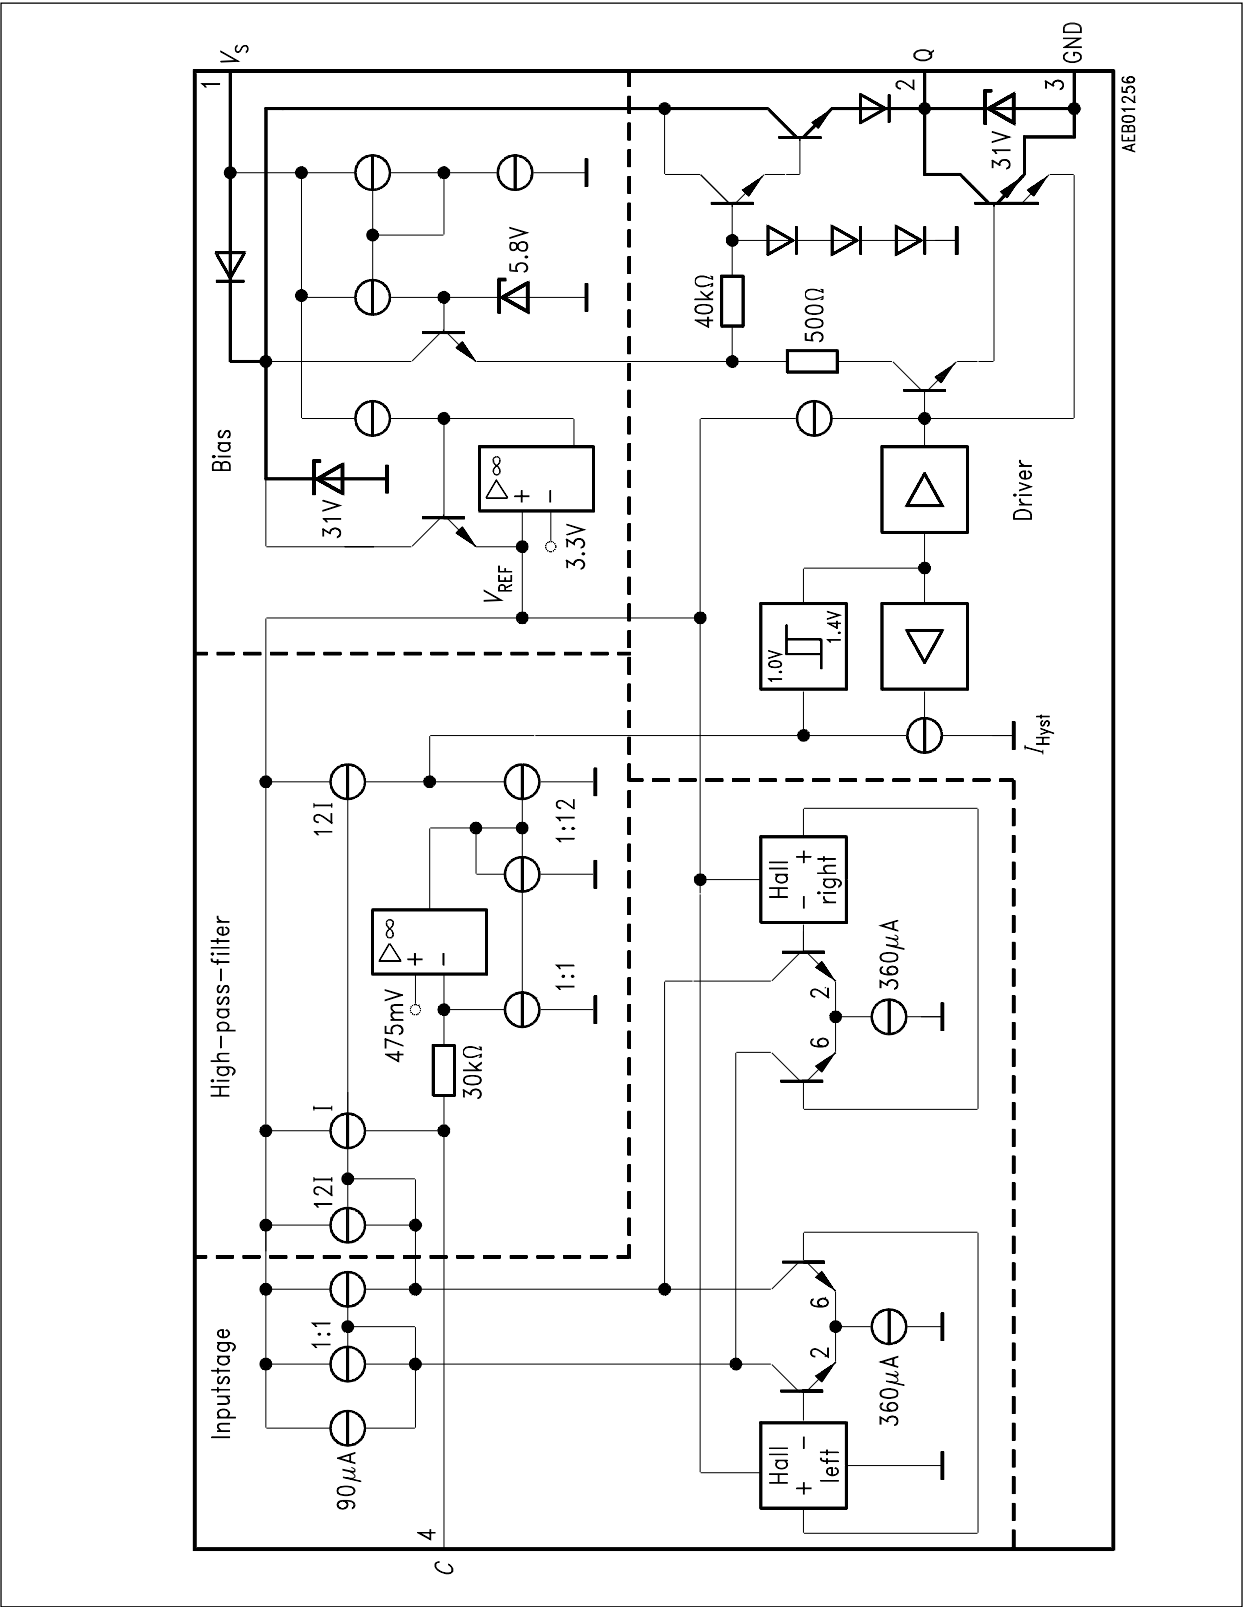 Inputstage
High-pass-filter
Bias
1
V_S
90μA
1:1
12I
I
12I
31V
475mV
+
−
▷∞
30kΩ
1:1
1:12
V_REF
3.3V
+
−
▷∞
5.8V
C
4
40kΩ
500Ω
Hall
+ −
left
2
6
360μA
6
2
360μA
Hall
− +
right
1.0V
1.4V
I_Hyst
Driver
31V
2
Q
3
GND
AEB01256